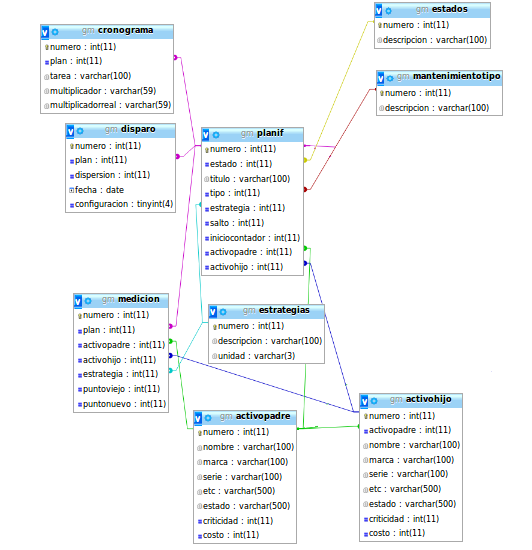 gm cronograma
numero : int(11)
plan : int(11)
tarea : varchar(100)
multiplicador : varchar(59)
multiplicadorreal : varchar(59)
gm estados
numero : int(11)
descripcion : varchar(100)
gm mantenimientotipo
numero : int(11)
descripcion : varchar(100)
gm disparo
numero : int(11)
plan : int(11)
dispersion : int(11)
fecha : date
configuracion : tinyint(4)
gm planif
numero : int(11)
estado : int(11)
titulo : varchar(100)
tipo : int(11)
estrategia : int(11)
salto : int(11)
iniciocontador : int(11)
activopadre : int(11)
activohijo : int(11)
gm medicion
numero : int(11)
plan : int(11)
activopadre : int(11)
activohijo : int(11)
estrategia : int(11)
puntoviejo : int(11)
puntonuevo : int(11)
gm estrategias
numero : int(11)
descripcion : varchar(100)
unidad : varchar(3)
gm activopadre
numero : int(11)
nombre : varchar(100)
marca : varchar(100)
serie : varchar(100)
etc : varchar(500)
estado : varchar(500)
criticidad : int(11)
costo : int(11)
gm activohijo
numero : int(11)
activopadre : int(11)
nombre : varchar(100)
marca : varchar(100)
serie : varchar(100)
etc : varchar(500)
estado : varchar(500)
criticidad : int(11)
costo : int(11)